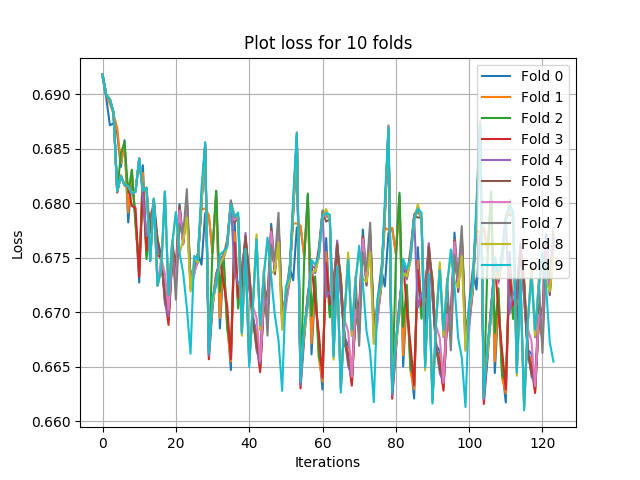 Plot loss for 10 folds
Loss
0.690
0.685
0.680
0.675
0.670
0.665
0.660
0
20
40
60
80
100
120
Iterations
Fold 0
Fold 1
Fold 2
Fold 3
Fold 4
Fold 5
Fold 6
Fold 7
Fold 8
Fold 9